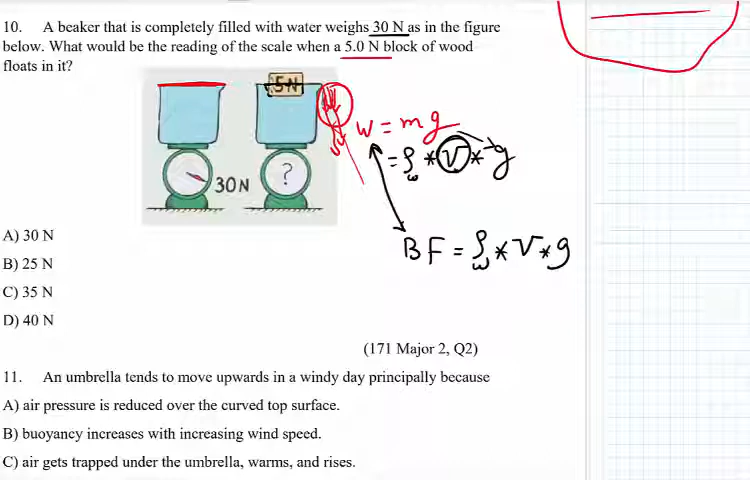 10. A beaker that is completely filled with water weighs 30 N as in the figure
below. What would be the reading of the scale when a 5.0 N block of wood
floats in it?
5N
W = mg
= ρw * V * g
30N
?
BF = ρw * V * g
A) 30 N
B) 25 N
C) 35 N
D) 40 N
(171 Major 2, Q2)
11. An umbrella tends to move upwards in a windy day principally because
A) air pressure is reduced over the curved top surface.
B) buoyancy increases with increasing wind speed.
C) air gets trapped under the umbrella, warms, and rises.